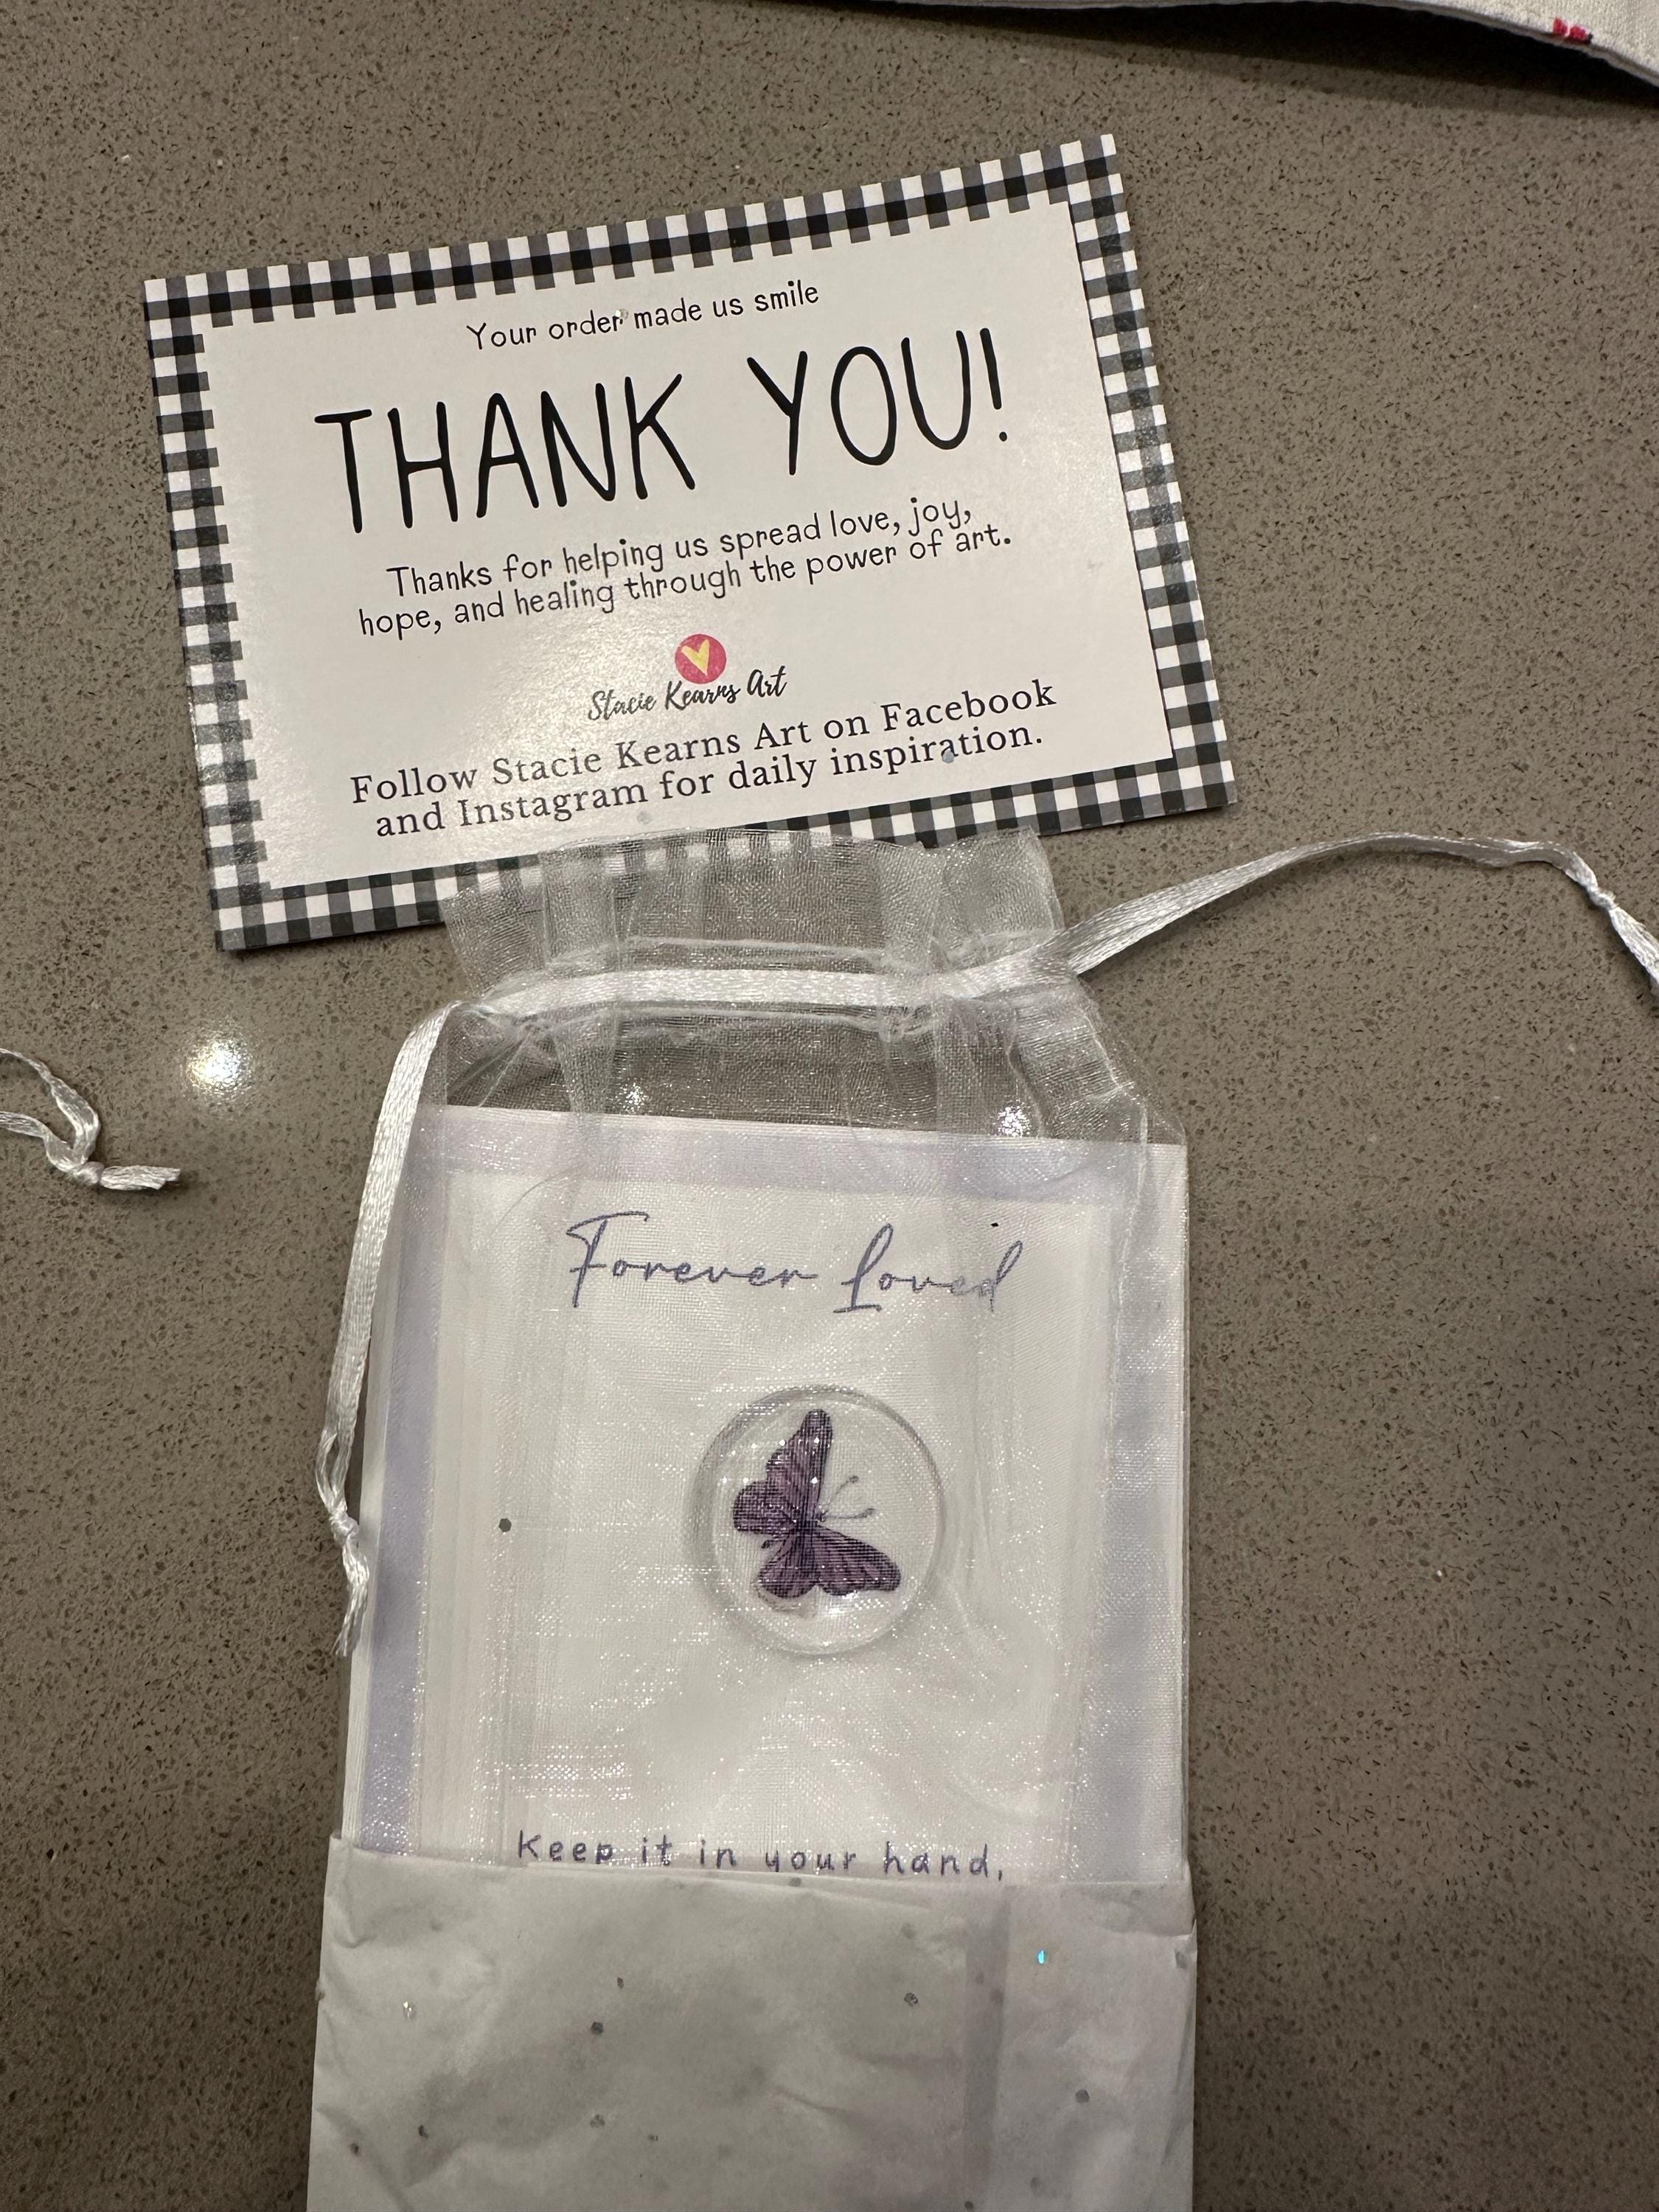 Your order made us smile
THANK YOU!
Thanks for helping us spread love, joy,
hope, and healing through the power of art.
Stacie Kearns Art
Follow Stacie Kearns Art on Facebook
and Instagram for daily inspiration.
Forever Loved
Keep it in your hand,